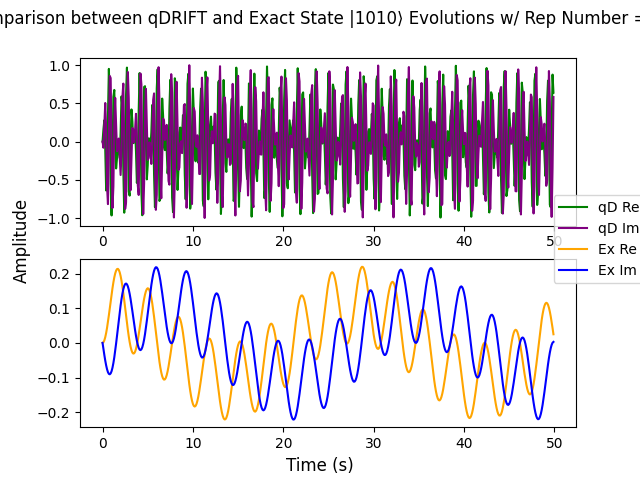 parison between qDRIFT and Exact State |1010⟩ Evolutions w/ Rep Number =
1.0
0.5
0.0
−0.5
−1.0
0 10 20 30 40 50
qD Re
qD Im
Ex Re
Ex Im
Amplitude
0.2
0.1
0.0
−0.1
−0.2
0 10 20 30 40 50
Time (s)